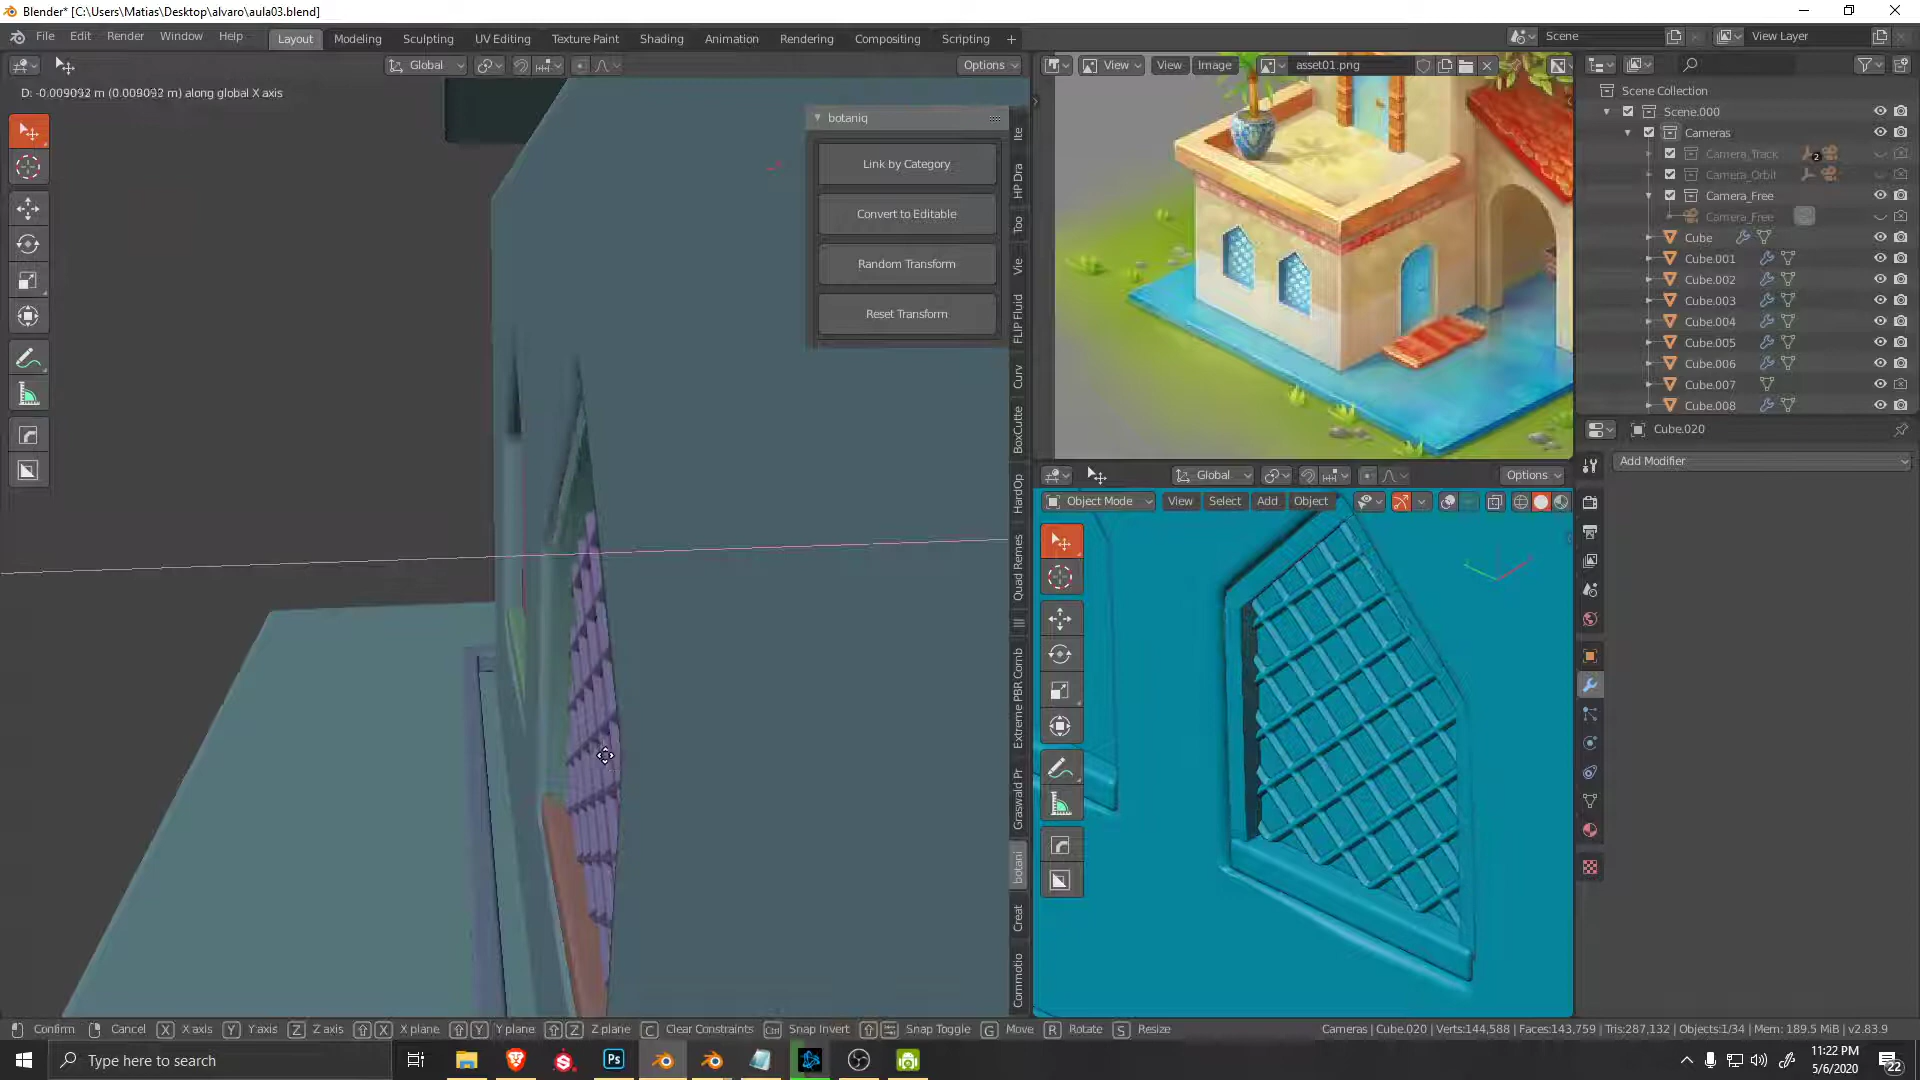 Blender* [C:\Users\Matias\Desktop\alvaro\aula03.blend]
File Edit Render Window Help Layout Modeling Sculpting UV Editing Texture Paint Shading Animation Rendering Compositing Scripting + Scene View Layer
Global Options View View Image asset01.png
D: -0.009092 m (0.009092 m) along global X axis
Scene Collection
Scene.000
Cameras
Camera_Track 2
Camera_Orbit
Camera_Free
Camera_Free
Cube
Cube.001
Cube.002
Cube.003
Cube.004
Cube.005
Cube.006
Cube.007
Cube.008
botaniq
Link by Category
Convert to Editable
Random Transform
Reset Transform
Ite
HP Dra
Too
Vie
FLIP Fluid
Curv
BoxCutte
HardOp
Quad Remes
|||
Extreme PBR Comb
Graswald Pr
botani
Creat
Commotio
Cube.020
Add Modifier
Global Options
Object Mode View Select Add Object
Confirm Cancel X X axis Y Y axis Z Z axis X X plane Y Y plane Z Z plane C Clear Constraints Ctrl Snap Invert Snap Toggle G Move R Rotate S Resize Cameras | Cube.020 | Verts:144,588 | Faces:143,759 | Tris:287,132 | Objects:1/34 | Mem: 189.5 MiB | v2.83.9
Type here to search
Ps
11:22 PM
5/6/2020
22